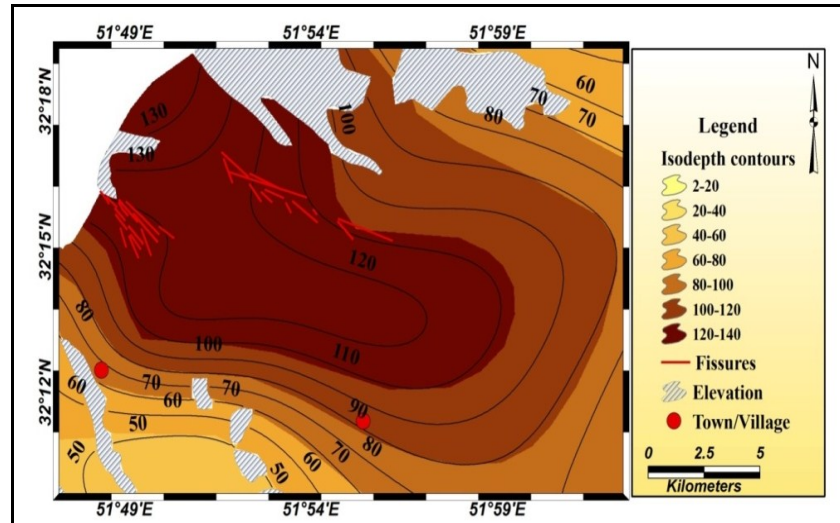 51°49'E 51°54'E 51°59'E
32°18'N
32°15'N
32°12'N
130
130
100
80
70
60
70
120
110
100
90
80
80
70
60
70
60
50
50
50
60
70
80
51°49'E 51°54'E 51°59'E
N
Legend
Isodepth contours
2-20
20-40
40-60
60-80
80-100
100-120
120-140
Fissures
Elevation
Town/Village
0 2.5 5
Kilometers